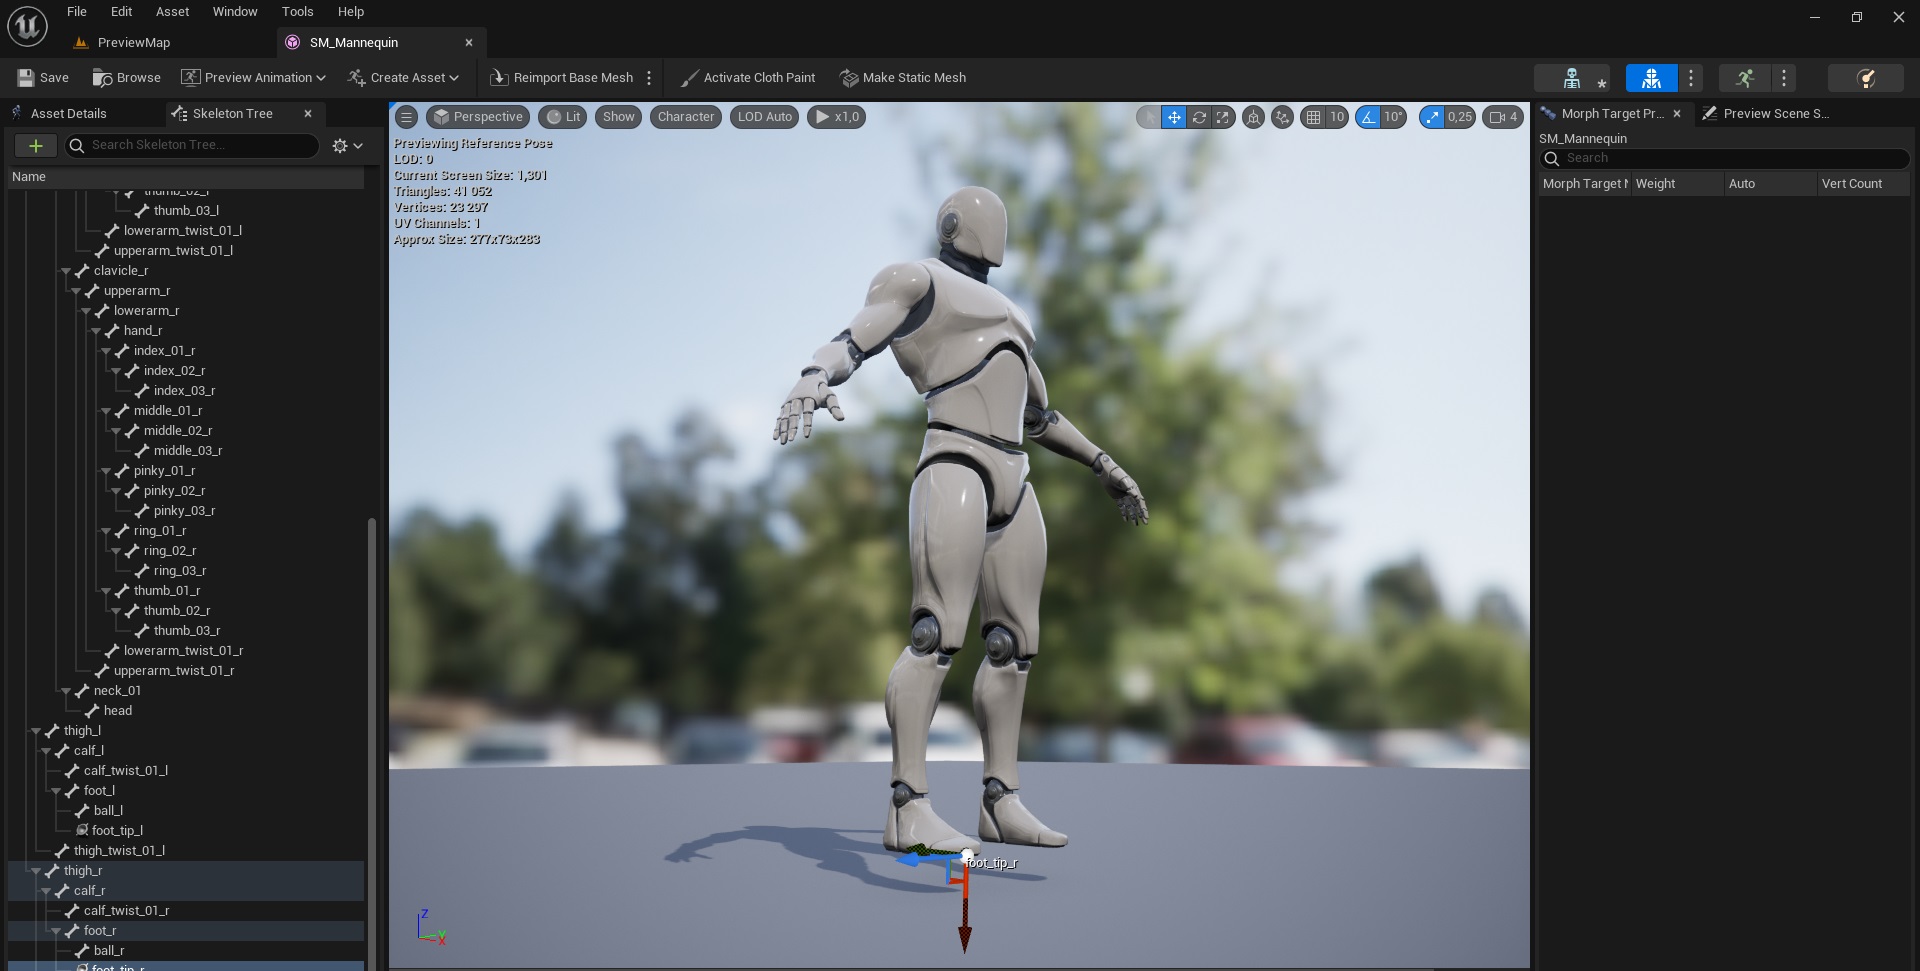 File Edit Asset Window Tools Help
PreviewMap
SM_Mannequin
Save Browse Preview Animation Create Asset Reimport Base Mesh Activate Cloth Paint Make Static Mesh
Asset Details Skeleton Tree
Search Skeleton Tree...
Name
thumb_02_l
thumb_03_l
lowerarm_twist_01_l
upperarm_twist_01_l
clavicle_r
upperarm_r
lowerarm_r
hand_r
index_01_r
index_02_r
index_03_r
middle_01_r
middle_02_r
middle_03_r
pinky_01_r
pinky_02_r
pinky_03_r
ring_01_r
ring_02_r
ring_03_r
thumb_01_r
thumb_02_r
thumb_03_r
lowerarm_twist_01_r
upperarm_twist_01_r
neck_01
head
thigh_l
calf_l
calf_twist_01_l
foot_l
ball_l
foot_tip_l
thigh_twist_01_l
thigh_r
calf_r
calf_twist_01_r
foot_r
ball_r
foot_tip_r
Perspective Lit Show Character LOD Auto x1,0
10 10° 0,25 4
Previewing Reference Pose
LOD: 0
Current Screen Size: 1,301
Triangles: 41 052
Vertices: 23 297
UV Channels: 1
Approx Size: 277x73x283
foot_tip_r
Z
Y
X
Morph Target Pr... Preview Scene S...
SM_Mannequin
Search
Morph Target Weight Auto Vert Count